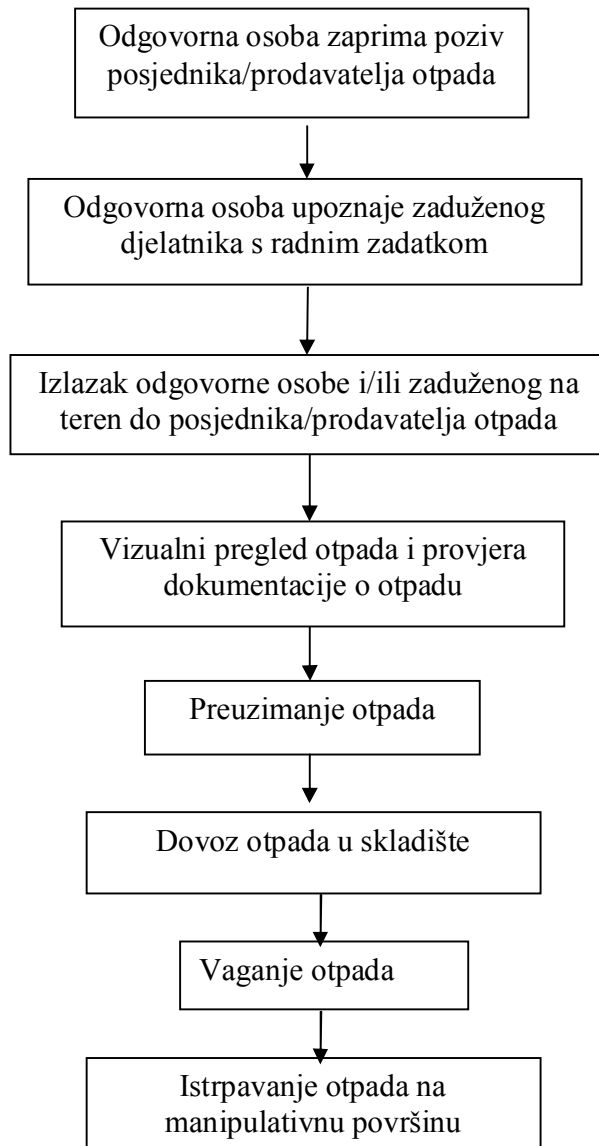 Odgovorna osoba zaprima poziv
posjednika/prodavatelja otpada
Odgovorna osoba upoznaje zaduženog
djelatnika s radnim zadatkom
Izlazak odgovorne osobe i/ili zaduženog na
teren do posjednika/prodavatelja otpada
Vizualni pregled otpada i provjera
dokumentacije o otpadu
Preuzimanje otpada
Dovoz otpada u skladište
Vaganje otpada
Istrpavanje otpada na
manipulativnu površinu